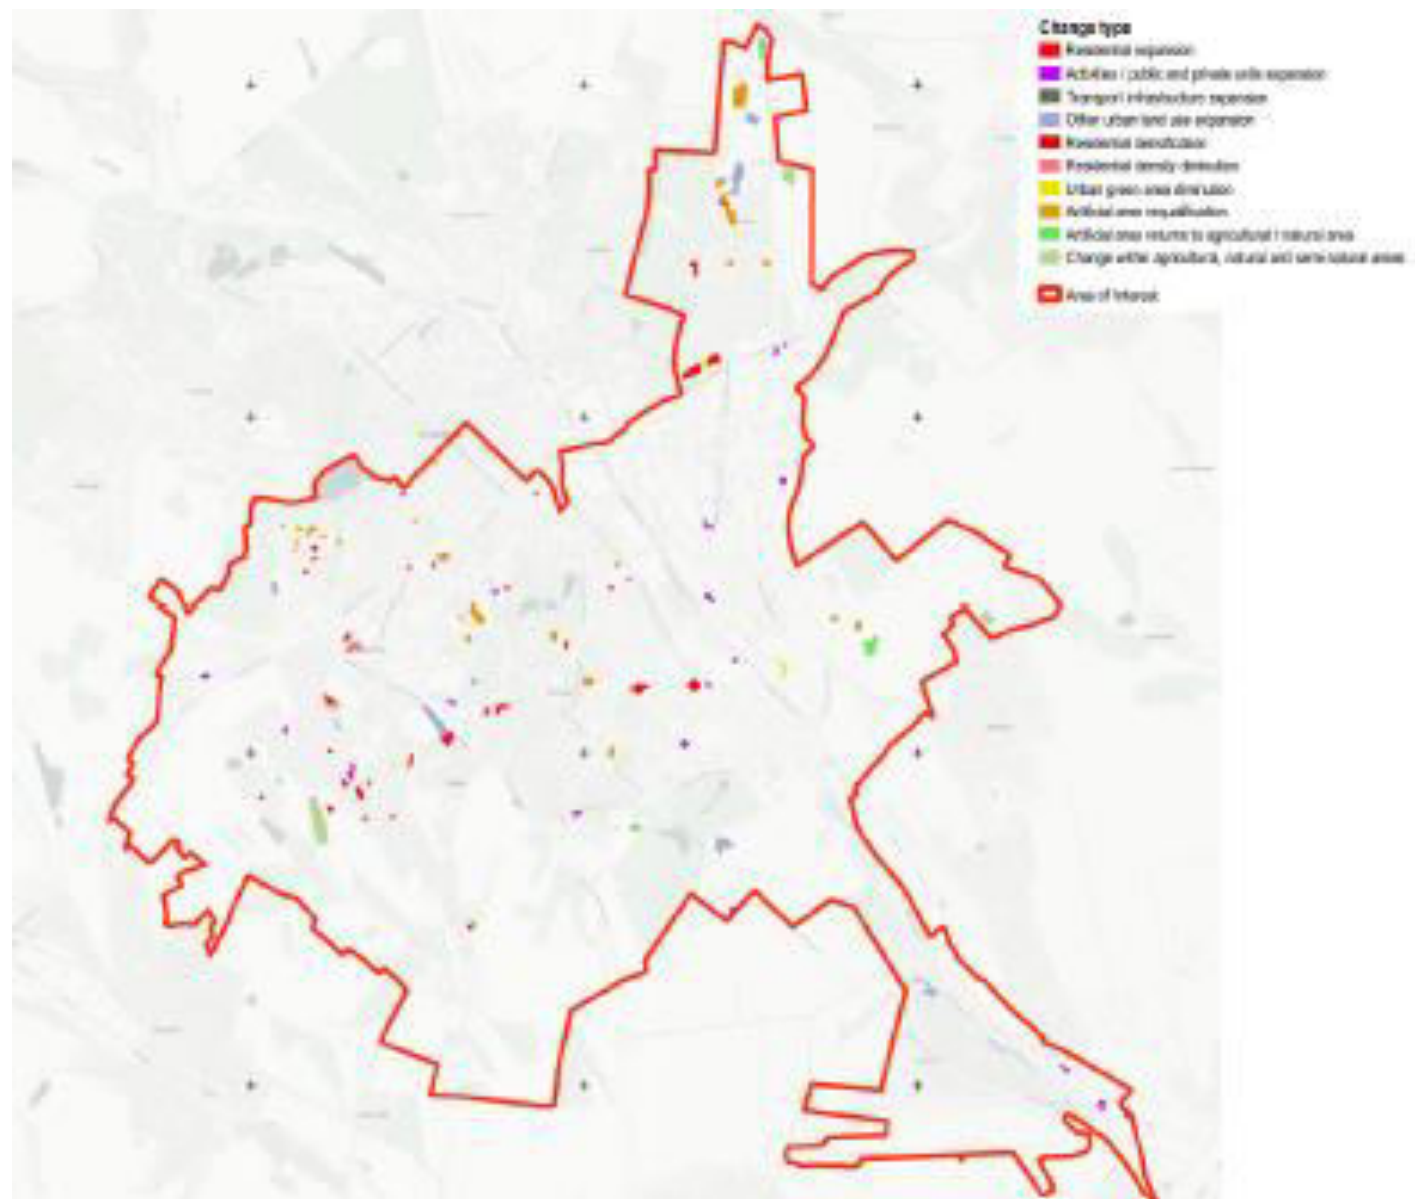 Change type
Residential expansion
Activities / public and private units expansion
Transport infrastructure expansion
Other urban land use expansion
Residential densification
Residential density diminution
Urban green area diminution
Artificial area requalification
Artificial area returns to agricultural / natural area
Change within agricultural, natural and semi-natural areas
Area of Interest